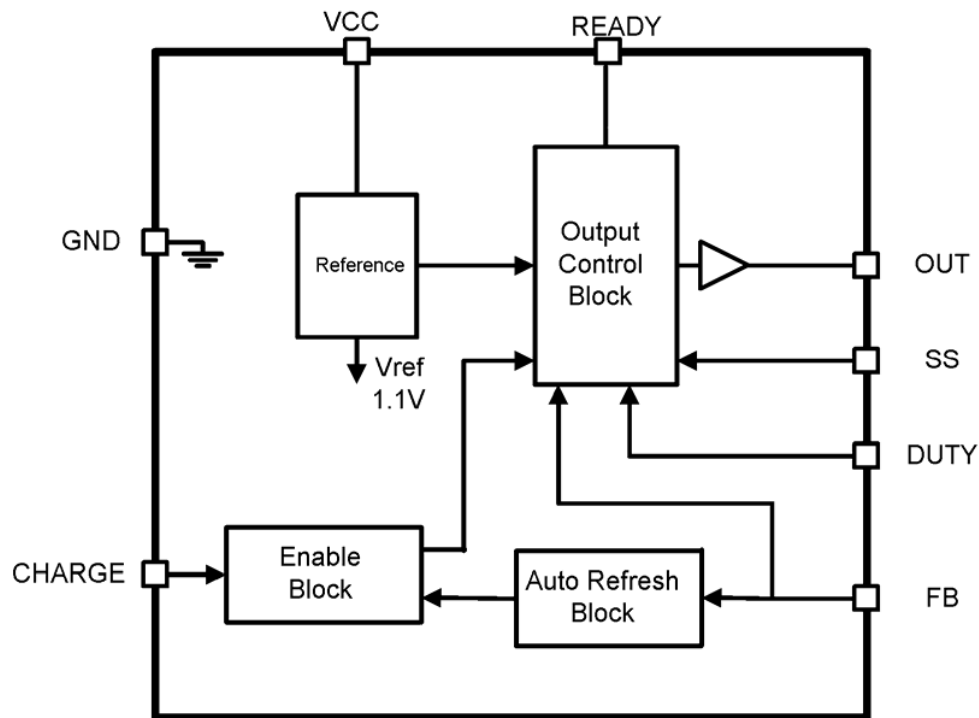 VCC
READY
GND
Reference
Output
Control
Block
OUT
Vref
1.1V
SS
DUTY
CHARGE
Enable
Block
Auto Refresh
Block
FB